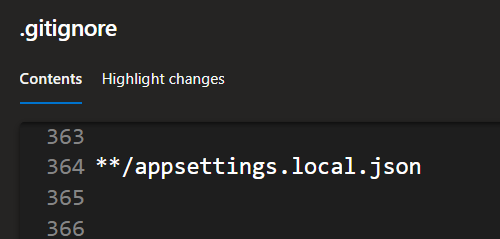 .gitignore
Contents Highlight changes
363
364 **/appsettings.local.json
365
366